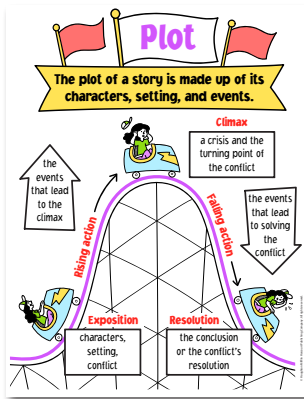 Plot
The plot of a story is made up of its
characters, setting, and events.
Climax
a crisis and the
turning point of
the conflict
the
events
that lead
to the
climax
Rising action
Falling action
the events
that lead
to solving
the
conflict
Exposition
characters,
setting,
conflict
Resolution
the conclusion
or the conflict's
resolution